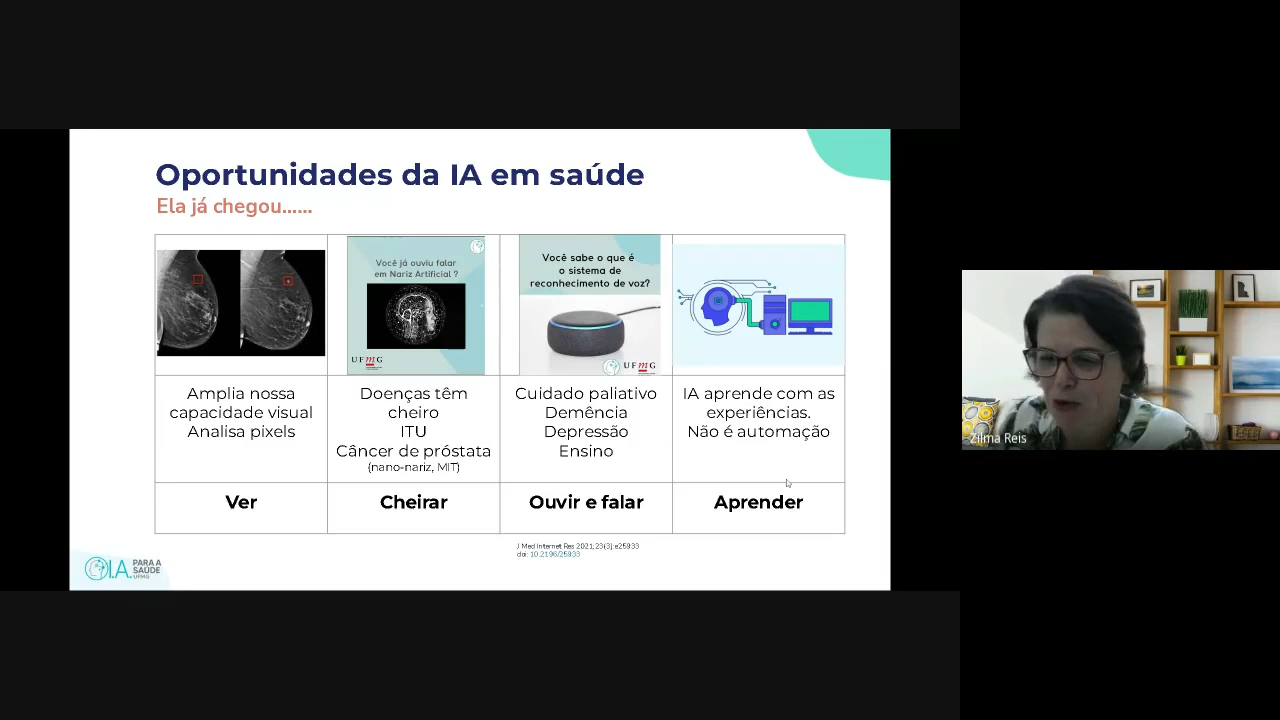 Oportunidades da IA em saúde
Ela já chegou......
Você já ouviu falar
em Nariz Artificial ?
UFMG
Você sabe o que é
o sistema de
reconhecimento de voz?
UFMG
Amplia nossa
capacidade visual
Analisa pixels
Doenças têm
cheiro
ITU
Câncer de próstata
(nano-nariz, MIT)
Cuidado paliativo
Demência
Depressão
Ensino
IA aprende com as
experiências.
Não é automação
Ver
Cheirar
Ouvir e falar
Aprender
J Med Internet Res 2021;23(3):e25933
doi: 10.2196/25933
I.A. PARA A
SAÚDE
UFMG
Zilma Reis